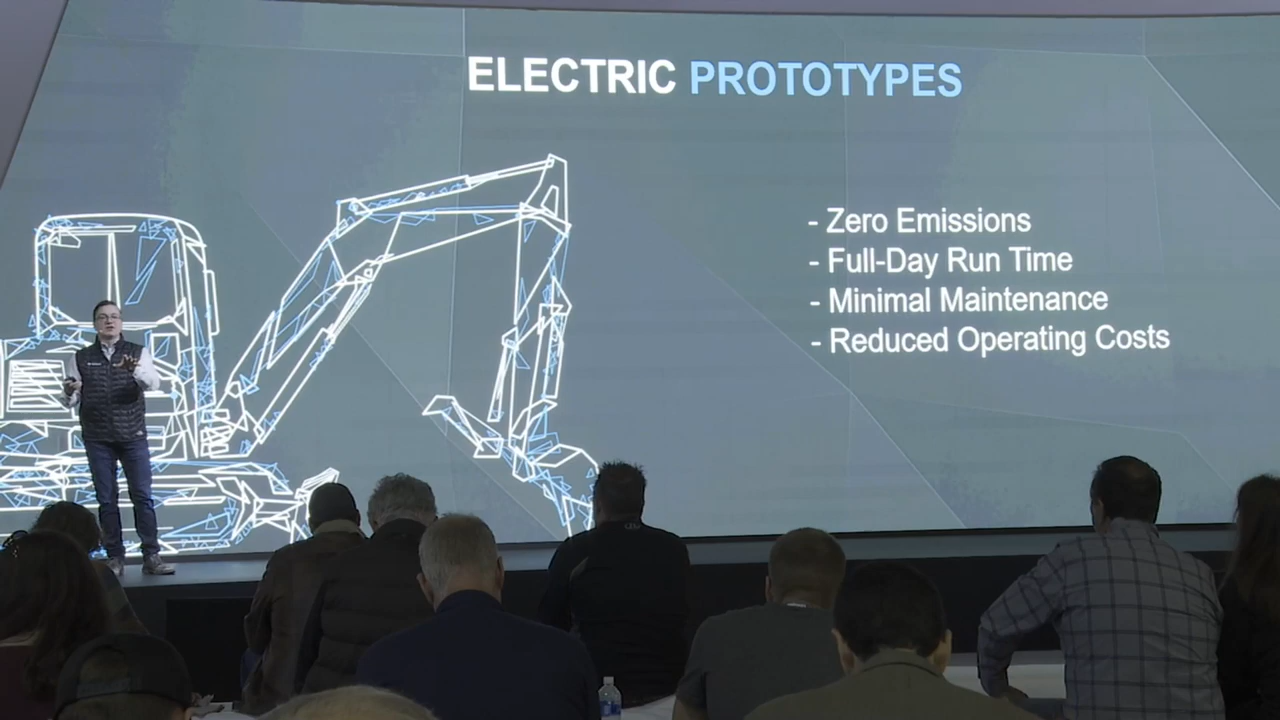 ELECTRIC PROTOTYPES
- Zero Emissions
- Full-Day Run Time
- Minimal Maintenance
- Reduced Operating Costs